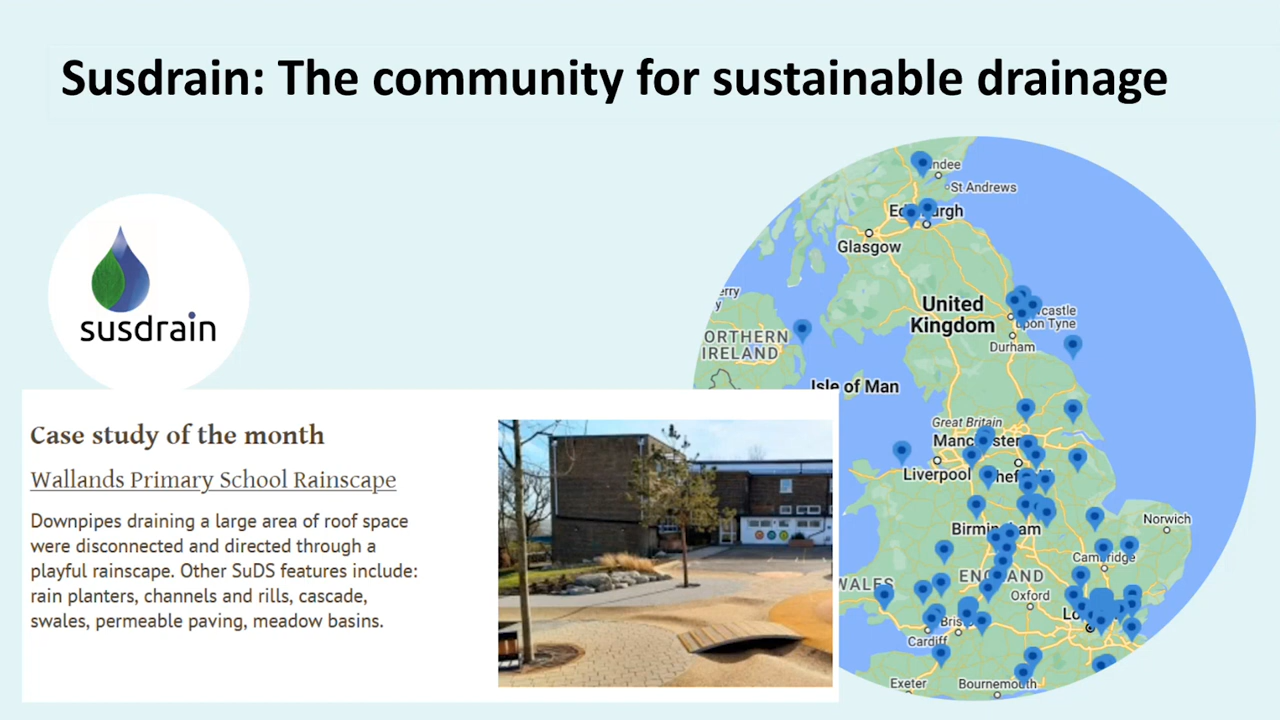 Susdrain: The community for sustainable drainage
susdrain
Case study of the month
Wallands Primary School Rainscape
Downpipes draining a large area of roof space
were disconnected and directed through a
playful rainscape. Other SuDS features include:
rain planters, channels and rills, cascade,
swales, permeable paving, meadow basins.
St Andrews
Glasgow
United
Kingdom
upon Tyne
Durham
Isle of Man
Great Britain
Liverpool
Norwich
Cambridge
Oxford
Cardiff
Exeter
Bournemouth